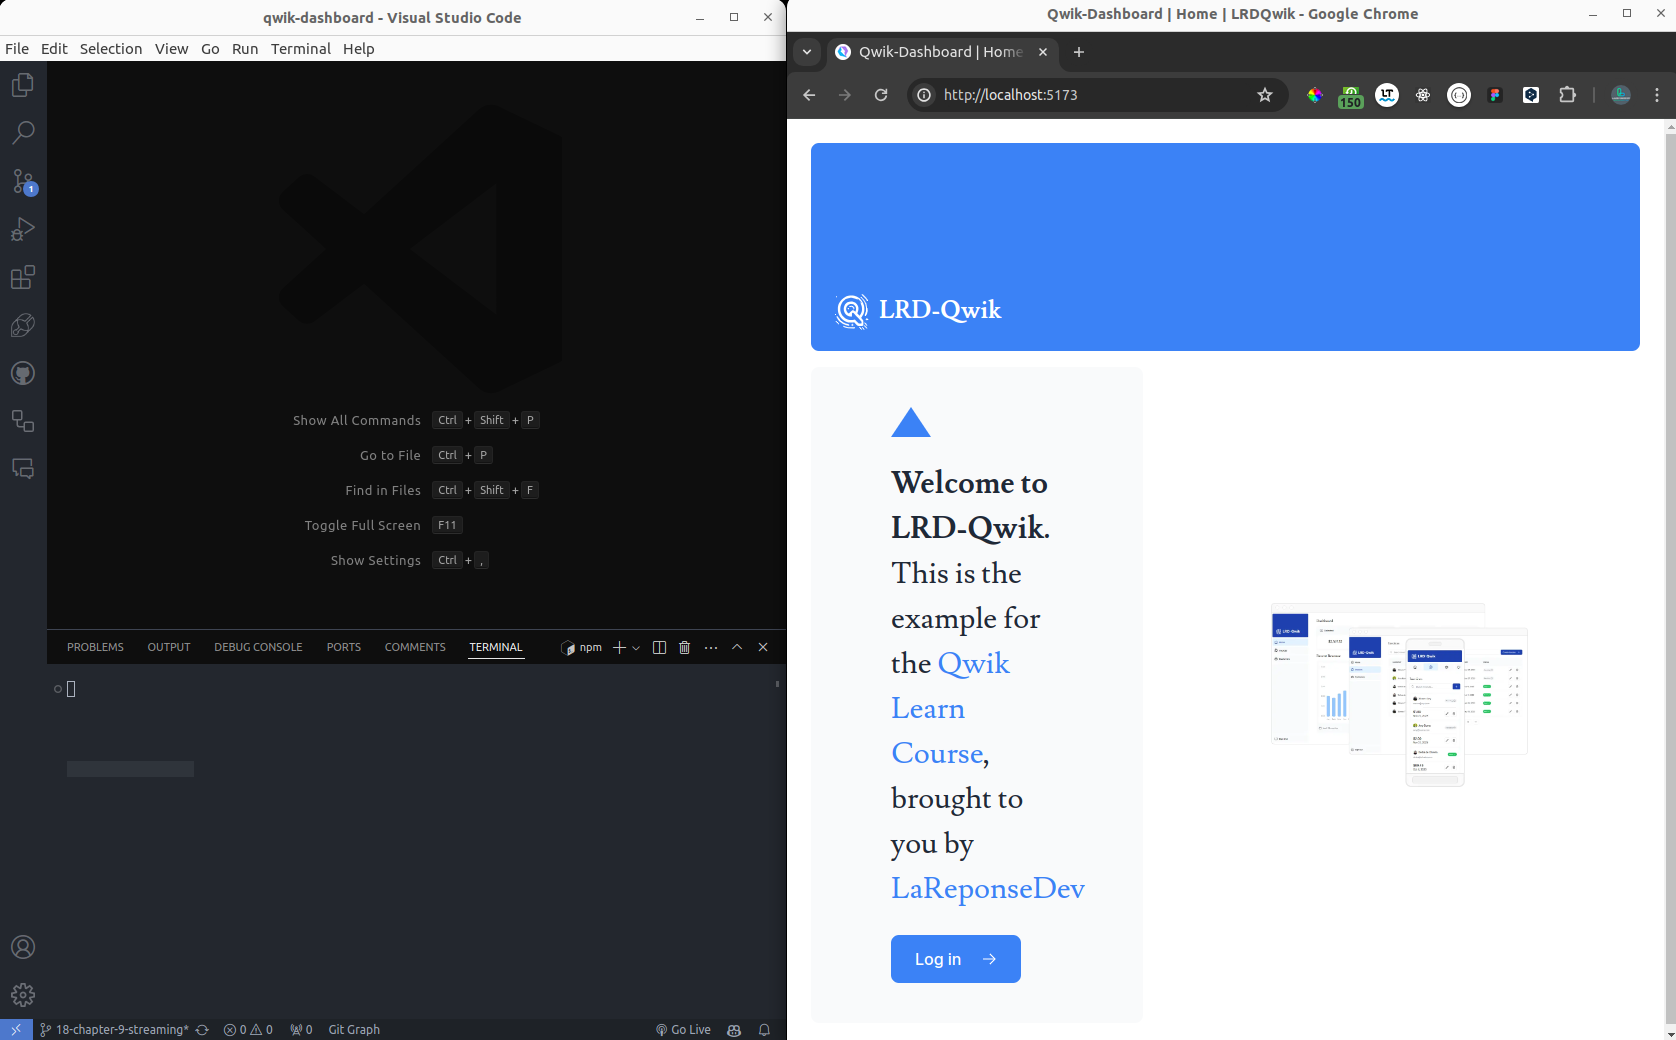 qwik-dashboard - Visual Studio Code
File Edit Selection View Go Run Terminal Help
1
Show All Commands Ctrl + Shift + P
Go to File Ctrl + P
Find in Files Ctrl + Shift + F
Toggle Full Screen F11
Show Settings Ctrl + ,
PROBLEMS OUTPUT DEBUG CONSOLE PORTS COMMENTS TERMINAL npm
18-chapter-9-streaming* 0 0 0 Git Graph Go Live
Qwik-Dashboard | Home | LRDQwik - Google Chrome
Qwik-Dashboard | Home
http://localhost:5173
150
LT
LRD-Qwik
Welcome to
LRD-Qwik.
This is the
example for
the Qwik
Learn
Course,
brought to
you by
LaReponseDev
Log in